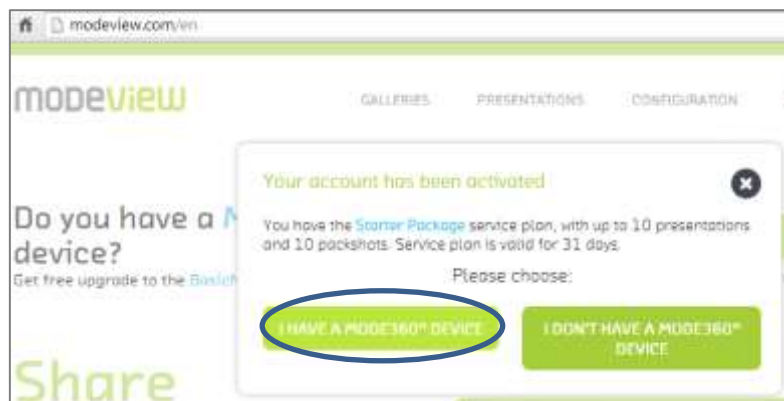 modeview.com/en
modeview
GALLERIES PRESENTATIONS CONFIGURATION
Your account has been activated
You have the Starter Package service plan, with up to 10 presentations
and 10 packshots. Service plan is valid for 31 days.
Please choose:
I HAVE A MODE360° DEVICE
I DON'T HAVE A MODE360°
DEVICE
Do you have a
device?
Get free upgrade to the
Share